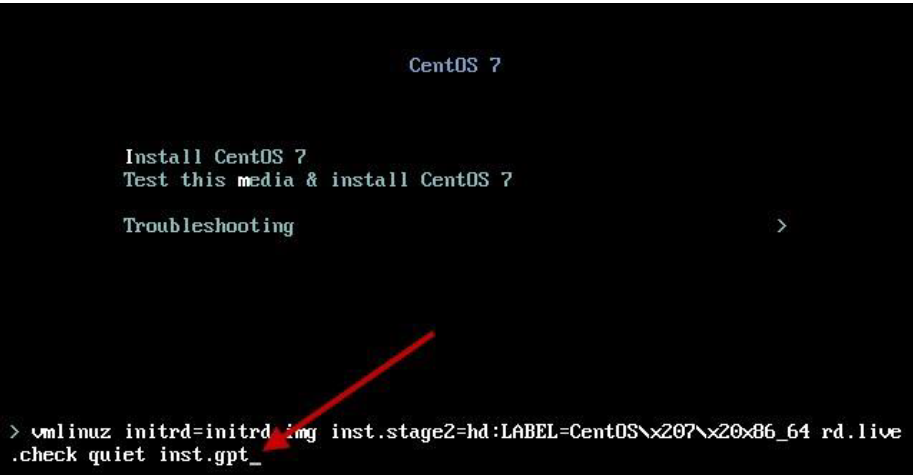 CentOS 7
Install CentOS 7
Test this media & install CentOS 7
Troubleshooting >
> vmlinuz initrd=initrd.img inst.stage2=hd:LABEL=CentOS\x207\x20x86_64 rd.live
.check quiet inst.gpt_